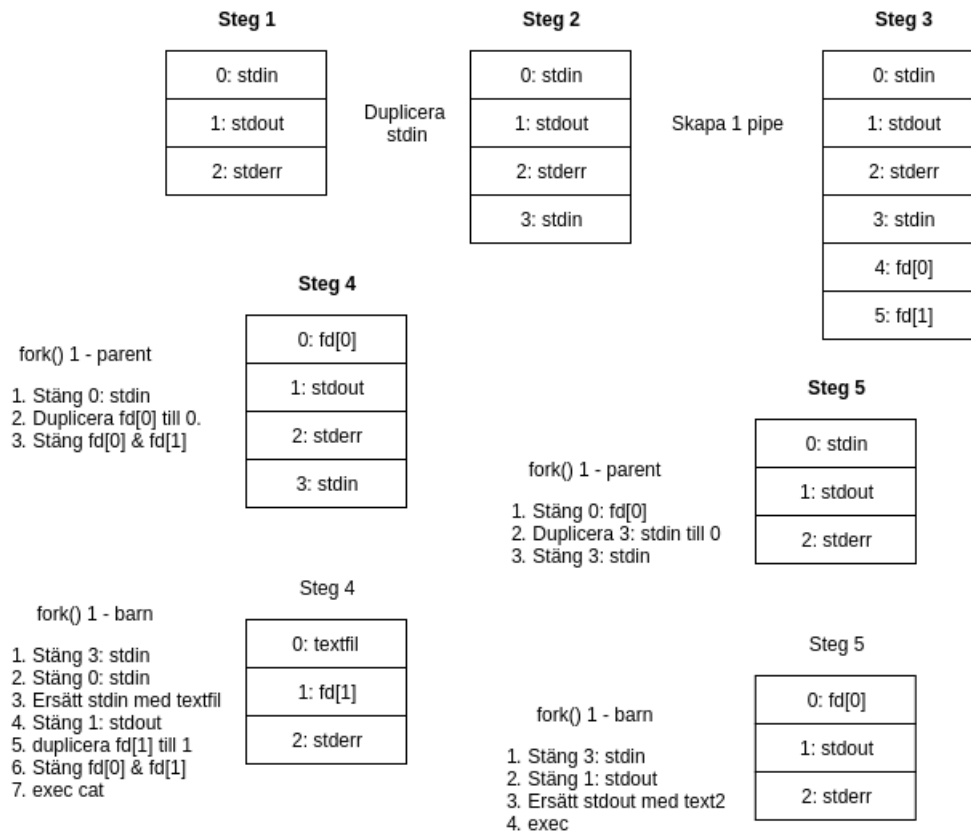 Steg 1
0: stdin
1: stdout
2: stderr
Duplicera
stdin
Steg 2
0: stdin
1: stdout
2: stderr
3: stdin
Skapa 1 pipe
Steg 3
0: stdin
1: stdout
2: stderr
3: stdin
4: fd[0]
5: fd[1]
fork() 1 - parent
1. Stäng 0: stdin
2. Duplicera fd[0] till 0.
3. Stäng fd[0] & fd[1]
Steg 4
0: fd[0]
1: stdout
2: stderr
3: stdin
fork() 1 - parent
1. Stäng 0: fd[0]
2. Duplicera 3: stdin till 0
3. Stäng 3: stdin
Steg 5
0: stdin
1: stdout
2: stderr
fork() 1 - barn
1. Stäng 3: stdin
2. Stäng 0: stdin
3. Ersätt stdin med textfil
4. Stäng 1: stdout
5. duplicera fd[1] till 1
6. Stäng fd[0] & fd[1]
7. exec cat
Steg 4
0: textfil
1: fd[1]
2: stderr
fork() 1 - barn
1. Stäng 3: stdin
2. Stäng 1: stdout
3. Ersätt stdout med text2
4. exec
Steg 5
0: fd[0]
1: stdout
2: stderr